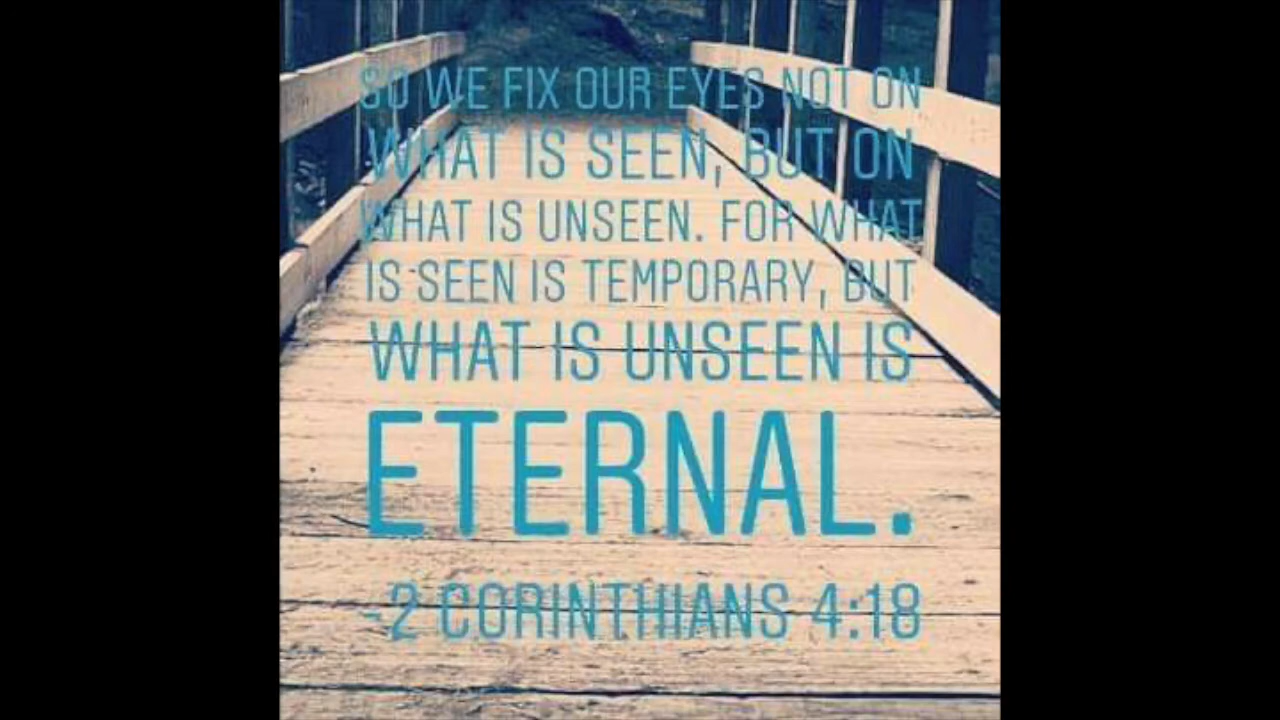 SO WE FIX OUR EYES NOT ON
WHAT IS SEEN, BUT ON
WHAT IS UNSEEN. FOR WHAT
IS SEEN IS TEMPORARY, BUT
WHAT IS UNSEEN IS
ETERNAL.
-2 CORINTHIANS 4:18